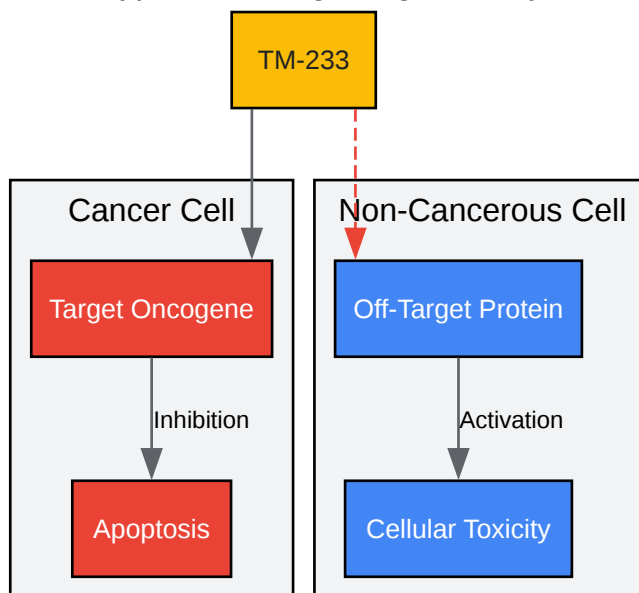 TM-233
Cancer Cell
Non-Cancerous Cell
Target Oncogene
Off-Target Protein
Inhibition
Activation
Apoptosis
Cellular Toxicity